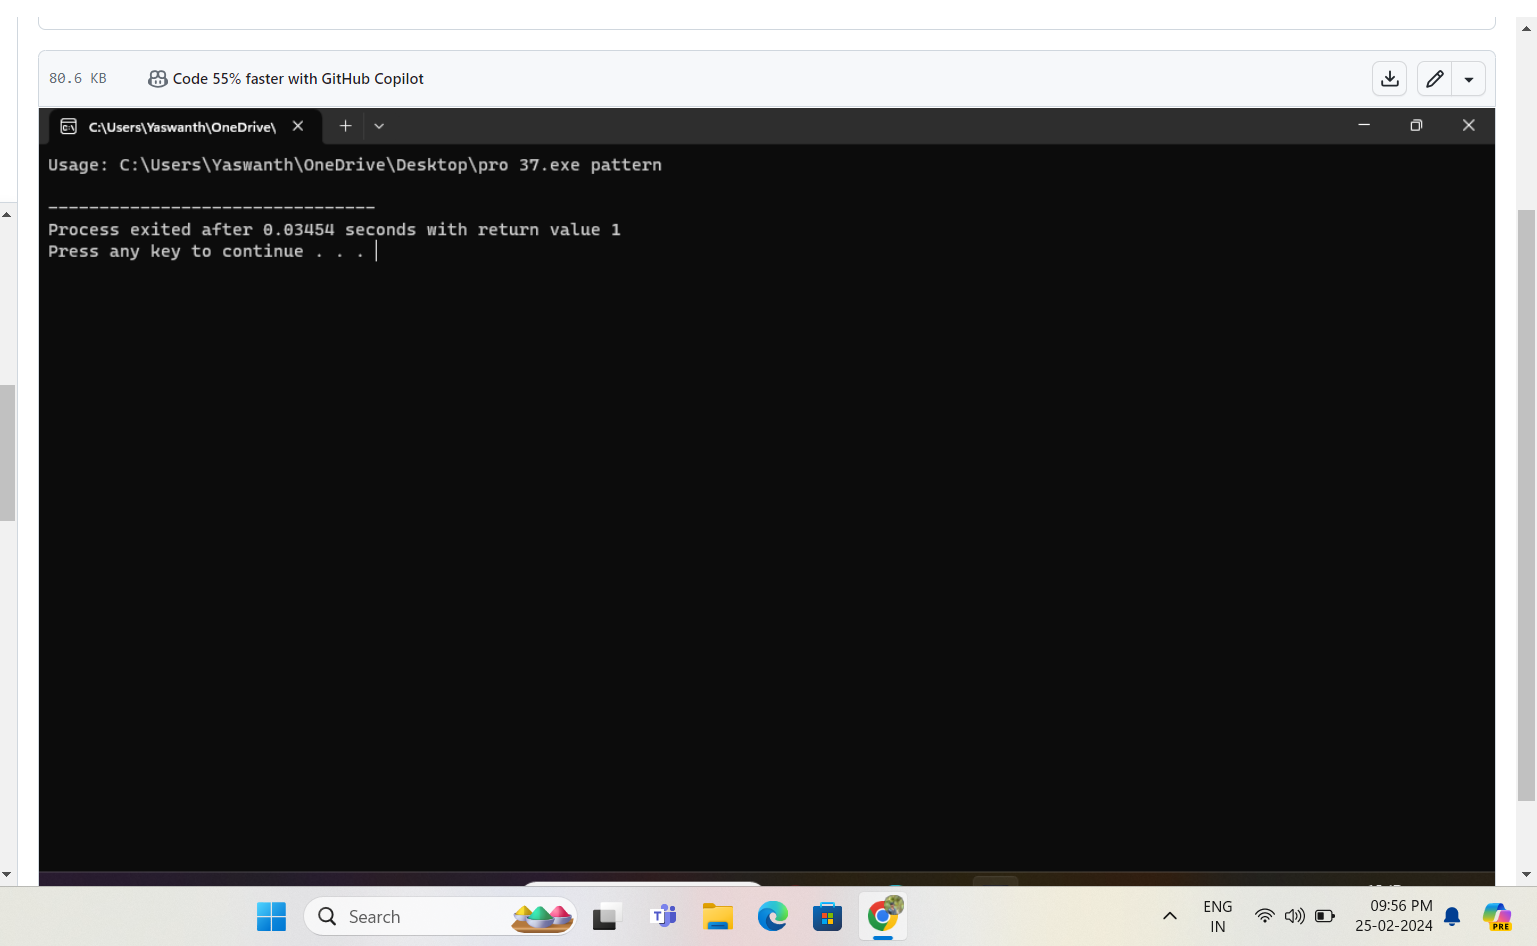 80.6 KB
Code 55% faster with GitHub Copilot
C:\Users\Yaswanth\OneDrive\
Usage: C:\Users\Yaswanth\OneDrive\Desktop\pro 37.exe pattern
--------------------------------
Process exited after 0.03454 seconds with return value 1
Press any key to continue . . .
Search
ENG
IN
09:56 PM
25-02-2024
PRE